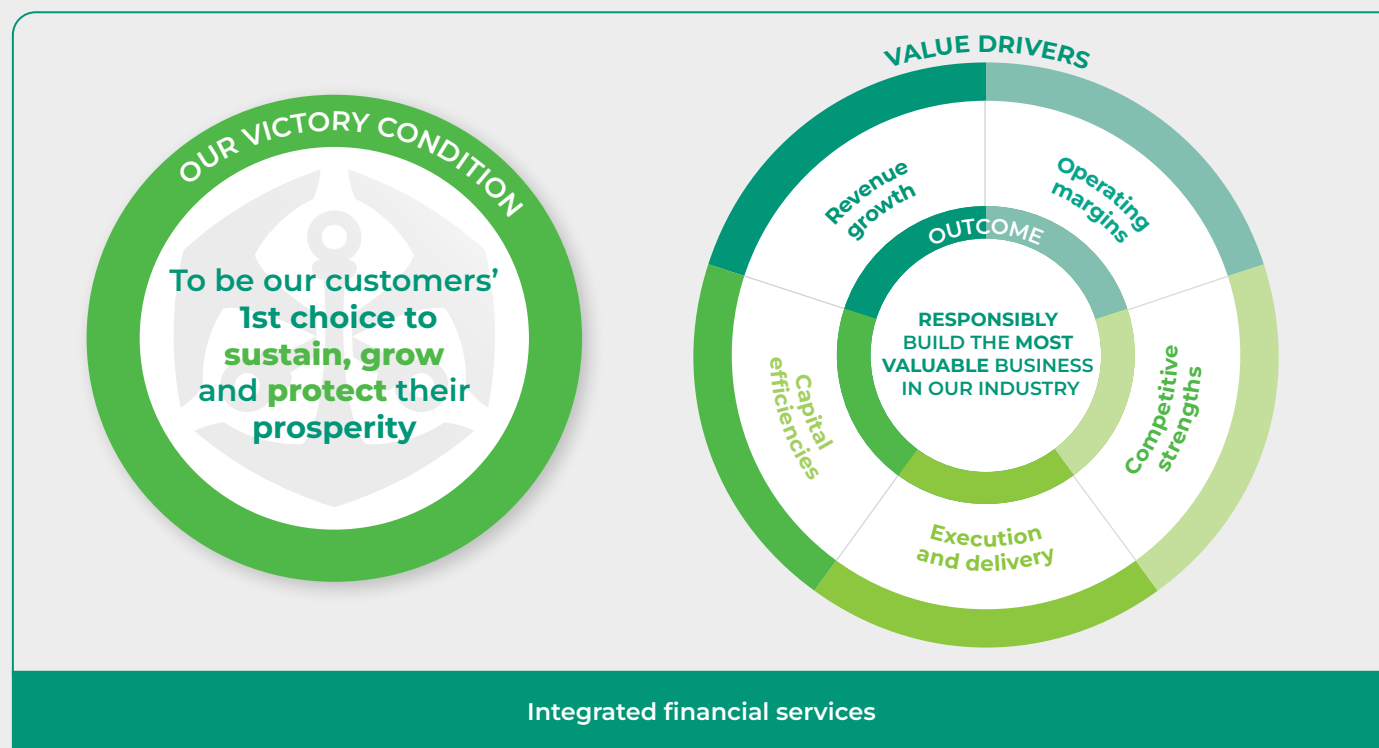 OUR VICTORY CONDITION
To be our customers’
1st choice to
sustain, grow
and protect their
prosperity
VALUE DRIVERS
Revenue
growth
Operating
margins
Competitive
strengths
Execution
and delivery
Capital
efficiencies
OUTCOME
RESPONSIBLY
BUILD THE MOST
VALUABLE BUSINESS
IN OUR INDUSTRY
Integrated financial services